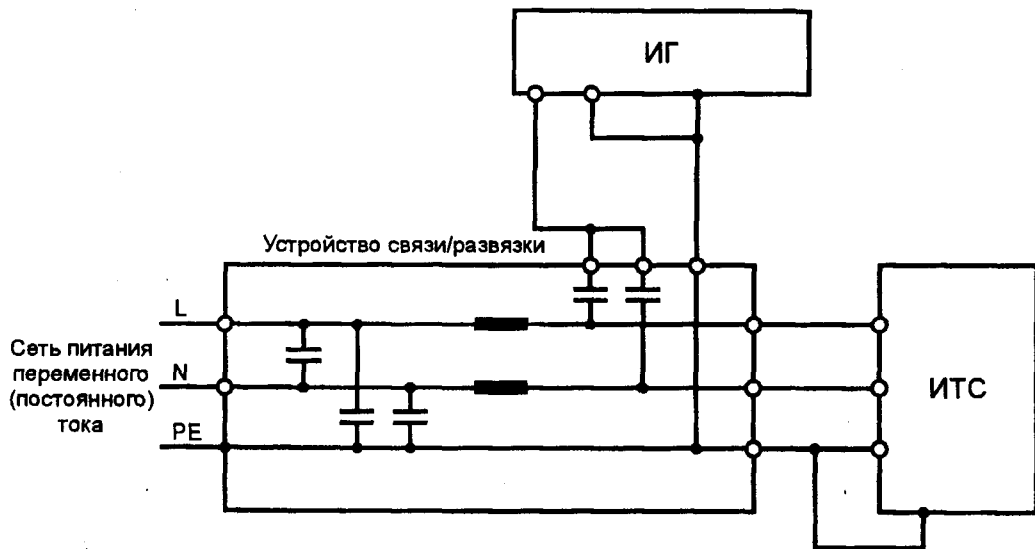 ИГ
Устройство связи/развязки
L
Сеть питания
переменного
N
(постоянного)
тока
PE
ИТС